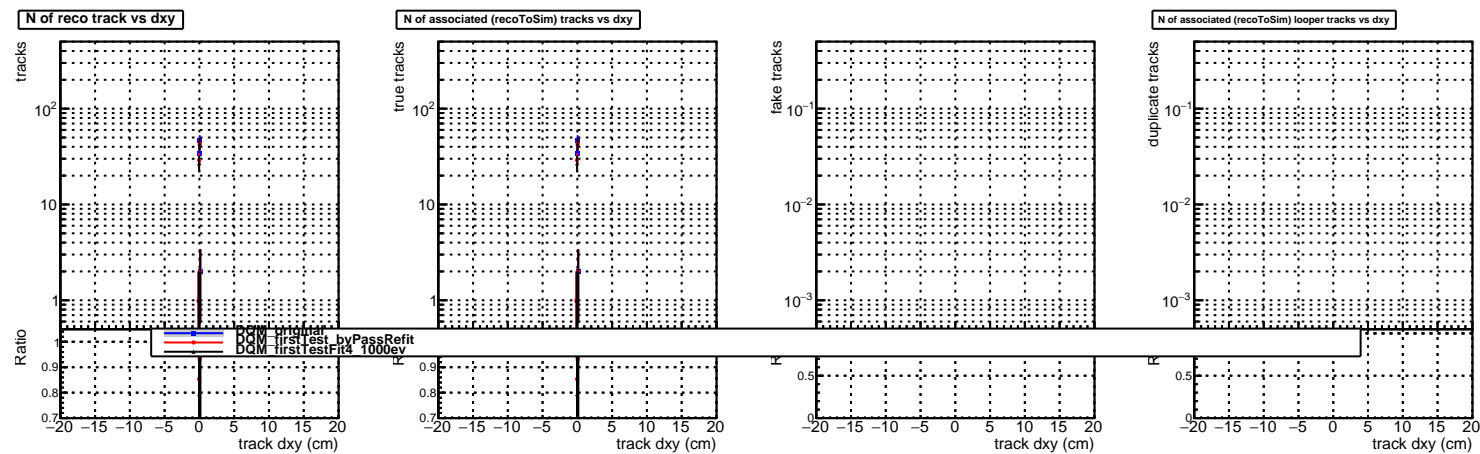 N of reco track vs dxy
N of associated (recoToSim) tracks vs dxy
N of associated (recoToSim) looper tracks vs dxy
tracks
10²
10
1
true tracks
10²
10
1
fake tracks
10⁻¹
10⁻²
10⁻³
duplicate tracks
10⁻¹
10⁻²
10⁻³
DQM_original
DQM_firstTest_byPassRefit
DQM_firstTestFit4_1000ev
Ratio
1
0.9
0.8
0.7
0.9
0.8
0.7
0.5
0
0.5
0
−20 −15 −10 −5 0 5 10 15 20
track dxy (cm)
−20 −15 −10 −5 0 5 10 15 20
track dxy (cm)
−20 −15 −10 −5 0 5 10 15 20
track dxy (cm)
−20 −15 −10 −5 0 5 10 15 20
track dxy (cm)